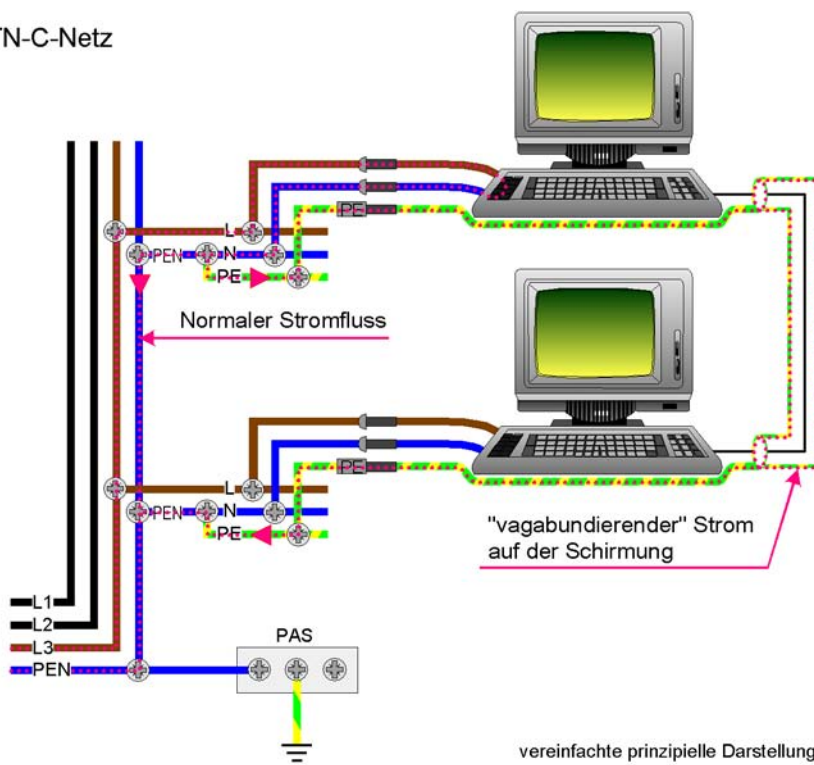 TN-C-Netz
PE
L
PEN
N
PE
Normaler Stromfluss
PE
L
PEN
N
PE
"vagabundierender" Strom
auf der Schirmung
L1
L2
L3
PEN
PAS
vereinfachte prinzipielle Darstellung